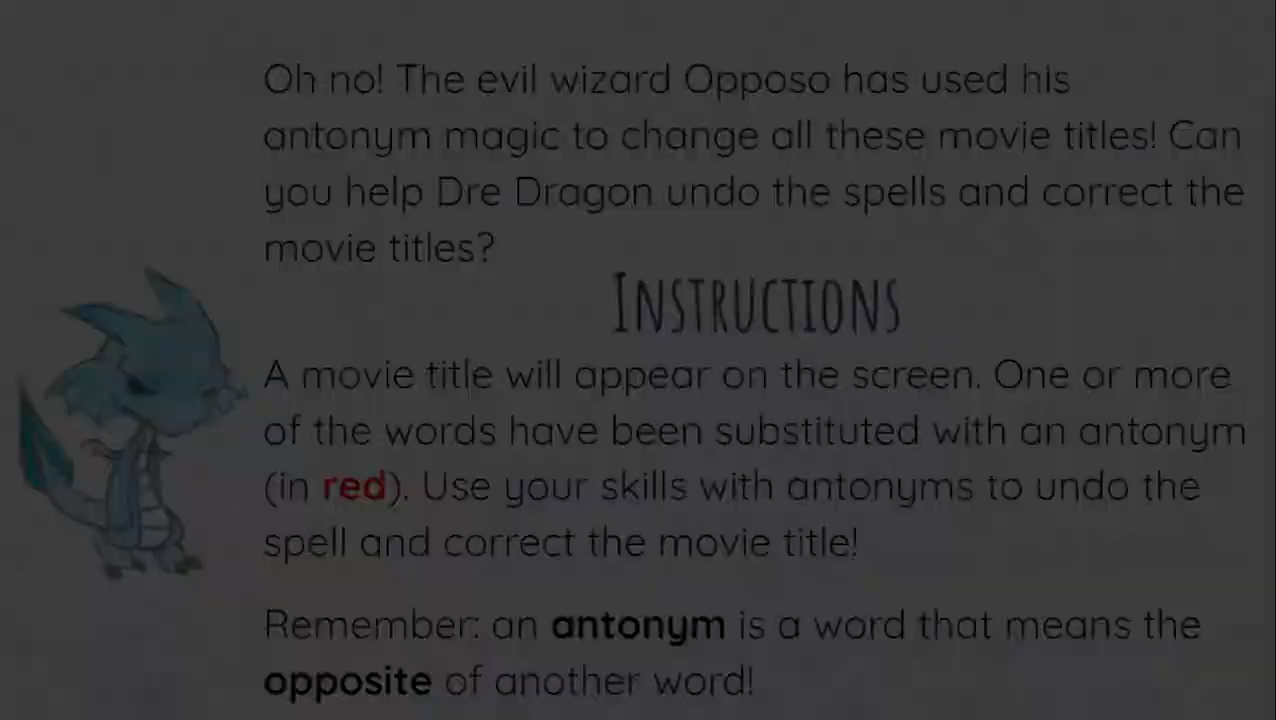 Oh no! The evil wizard Opposo has used his
antonym magic to change all these movie titles! Can
you help Dre Dragon undo the spells and correct the
movie titles?
INSTRUCTIONS
A movie title will appear on the screen. One or more
of the words have been substituted with an antonym
(in red). Use your skills with antonyms to undo the
spell and correct the movie title!
Remember: an antonym is a word that means the
opposite of another word!